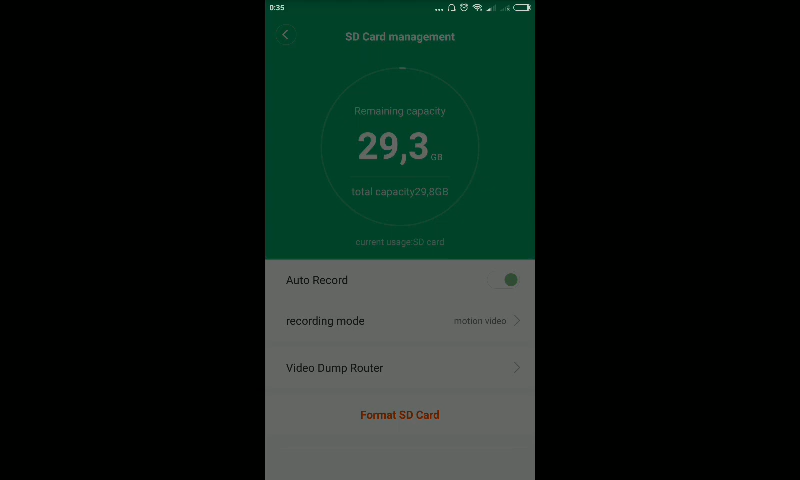 0:35
SD Card management
Remaining capacity
29,3 GB
total capacity29,8GB
current usage:SD card
Auto Record
recording mode
motion video
Video Dump Router
Format SD Card